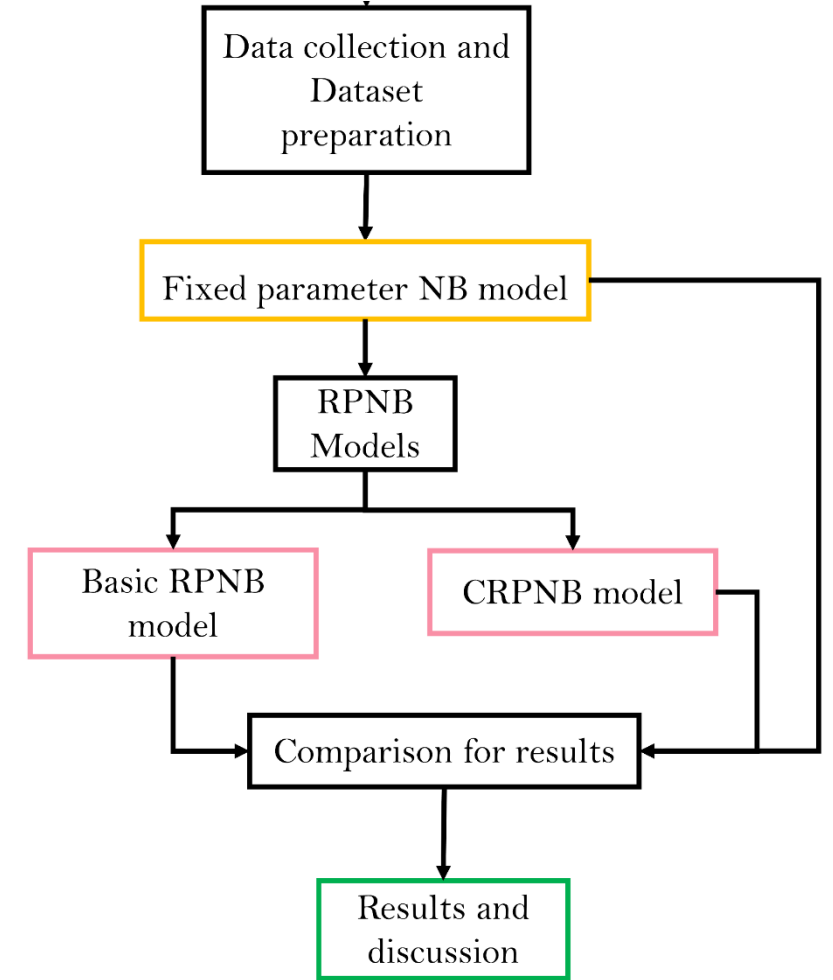 Data collection and
Dataset
preparation
Fixed parameter NB model
RPNB
Models
Basic RPNB
model
CRPNB model
Comparison for results
Results and
discussion